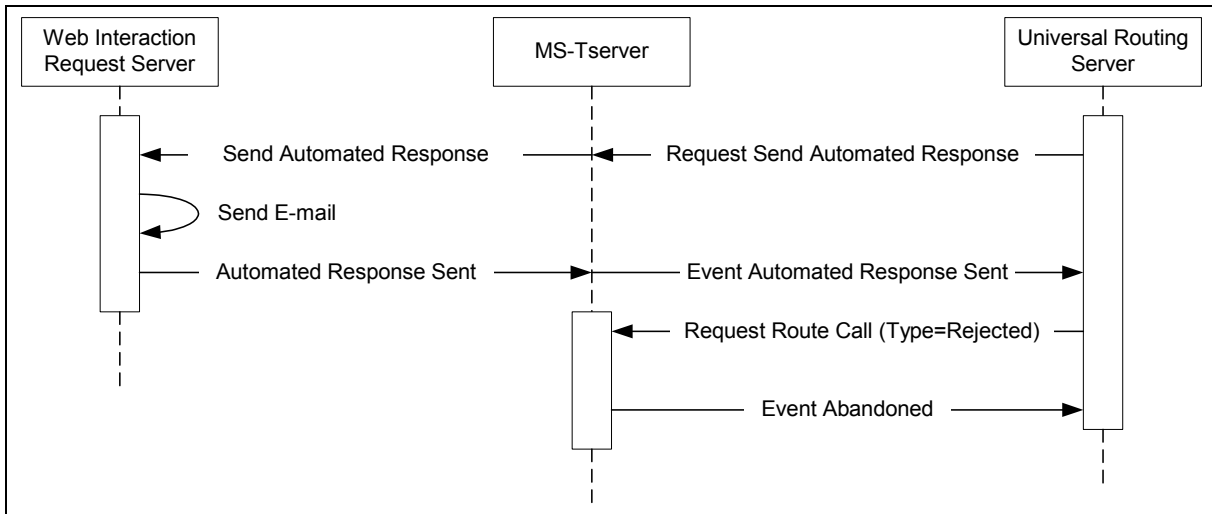 Web Interaction
Request Server
MS-Tserver
Universal Routing
Server
Send Automated Response
Request Send Automated Response
Send E-mail
Automated Response Sent
Event Automated Response Sent
Request Route Call (Type=Rejected)
Event Abandoned